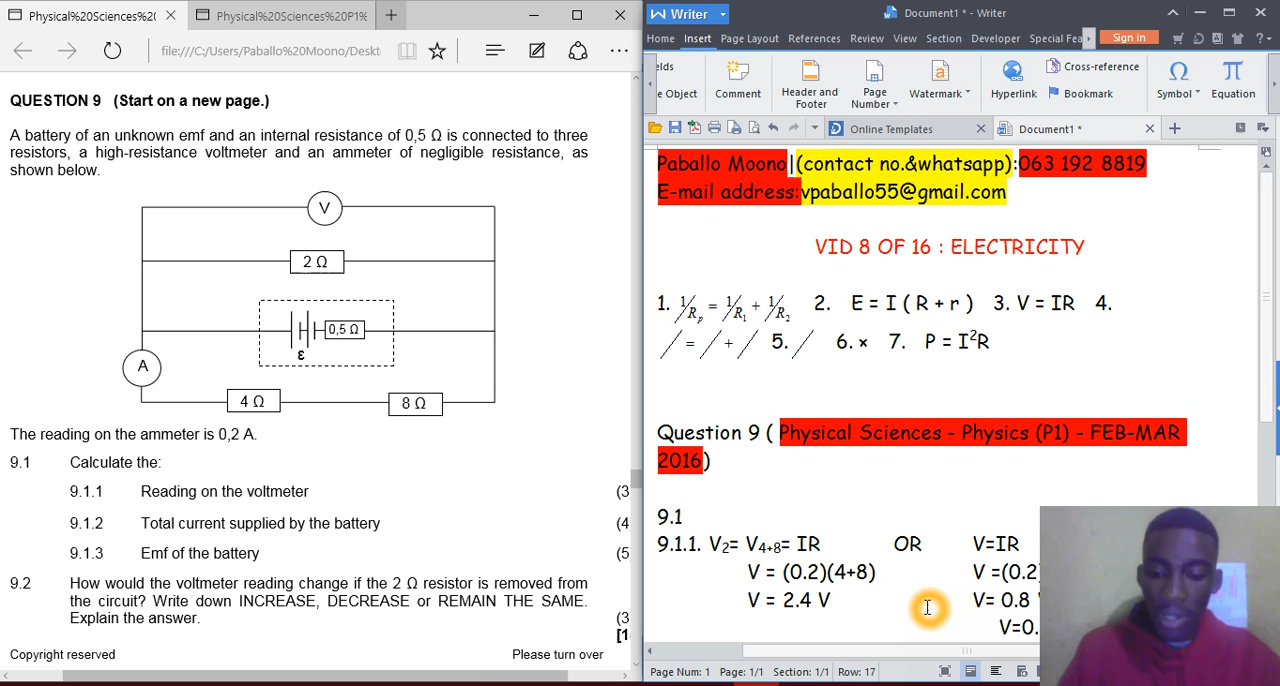 Physical%20Sciences%20(
Physical%20Sciences%20P1%
file:///C:/Users/Paballo%20Moono/Deskt
QUESTION 9 (Start on a new page.)
A battery of an unknown emf and an internal resistance of 0,5 Ω is connected to three
resistors, a high-resistance voltmeter and an ammeter of negligible resistance, as
shown below.
V
2 Ω
0,5 Ω
ε
A
4 Ω
8 Ω
The reading on the ammeter is 0,2 A.
9.1 Calculate the:
9.1.1 Reading on the voltmeter (3
9.1.2 Total current supplied by the battery (4
9.1.3 Emf of the battery (5
9.2 How would the voltmeter reading change if the 2 Ω resistor is removed from
the circuit? Write down INCREASE, DECREASE or REMAIN THE SAME.
Explain the answer. (3
[1
Copyright reserved Please turn over
Writer
Document1 * - Writer
Home Insert Page Layout References Review View Section Developer Special Fea Sign in
elds
e Object
Comment
Header and
Footer
Page
Number
Watermark
Hyperlink
Cross-reference
Bookmark
Symbol
Equation
Online Templates
Document1 *
Paballo Moono|(contact no.&whatsapp):063 192 8819
E-mail address:vpaballo55@gmail.com
VID 8 OF 16 : ELECTRICITY
1. 1/Rp = 1/R1 + 1/R2 2. E = I ( R + r ) 3. V = IR 4.
/ = / + / 5. / 6. × 7. P = I²R
Question 9 ( Physical Sciences - Physics (P1) - FEB-MAR
2016)
9.1
9.1.1. V₂= V₄₊₈= IR OR V=IR
V = (0.2)(4+8) V =(0.2)
V = 2.4 V V= 0.8
V=0.
Page Num: 1 Page: 1/1 Section: 1/1 Row: 17